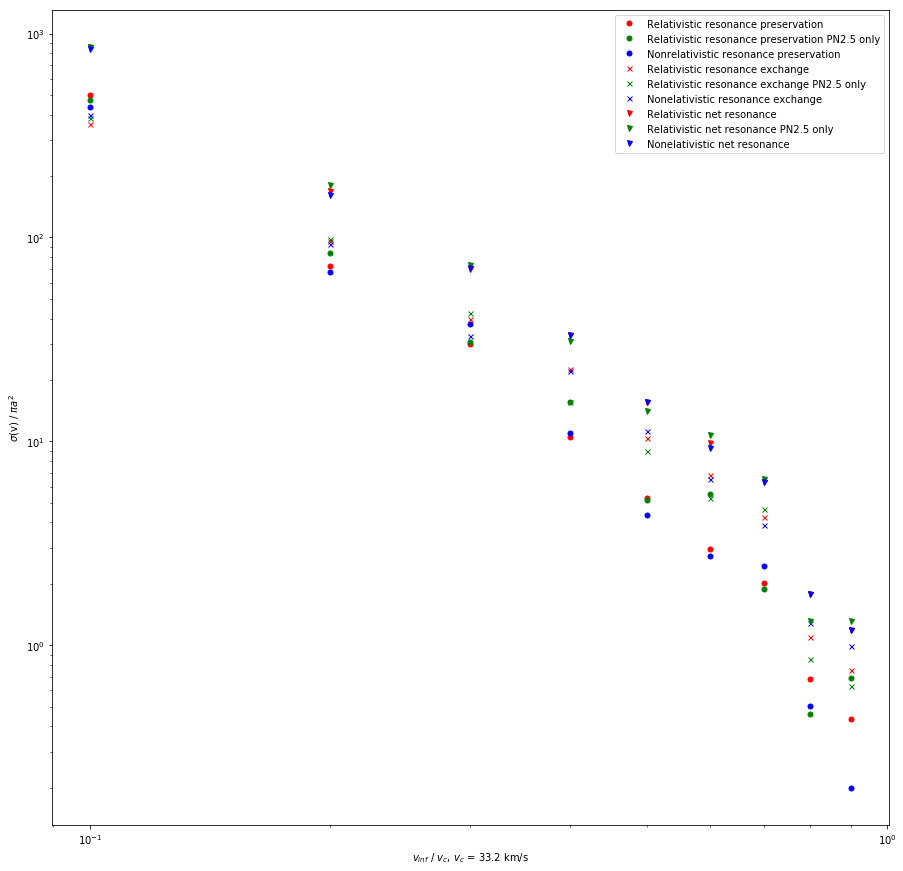 10³
10²
10¹
10⁰
σ(v) / πa²
Relativistic resonance preservation
Relativistic resonance preservation PN2.5 only
Nonrelativistic resonance preservation
Relativistic resonance exchange
Relativistic resonance exchange PN2.5 only
Nonelativistic resonance exchange
Relativistic net resonance
Relativistic net resonance PN2.5 only
Nonelativistic net resonance
10⁻¹ 10⁰
v_inf / v_c, v_c = 33.2 km/s